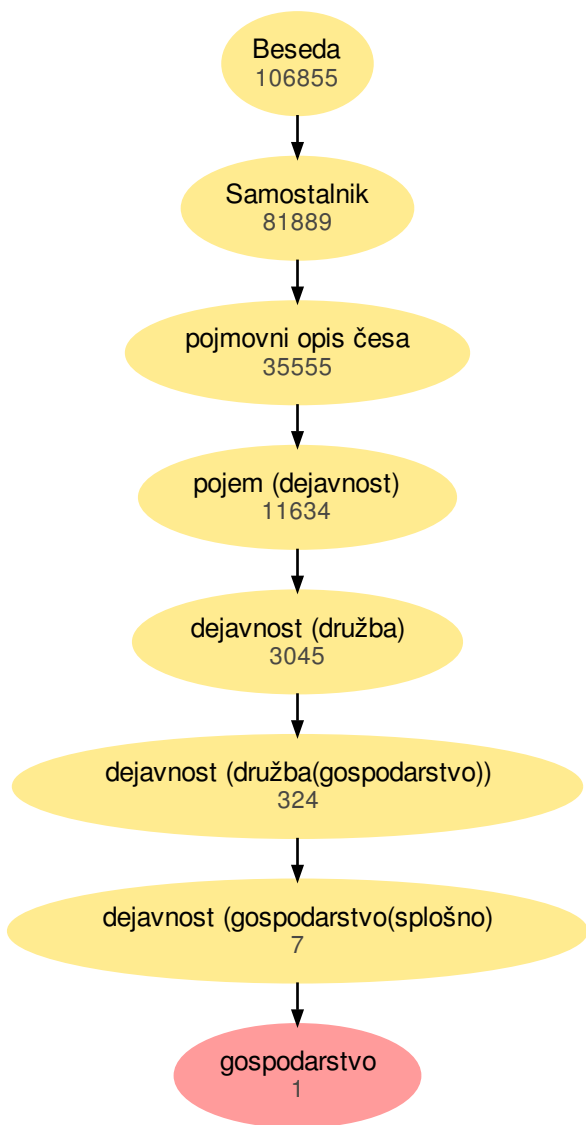 Beseda
106855
Samostalnik
81889
pojmovni opis česa
35555
pojem (dejavnost)
11634
dejavnost (družba)
3045
dejavnost (družba(gospodarstvo))
324
dejavnost (gospodarstvo(splošno)
7
gospodarstvo
1